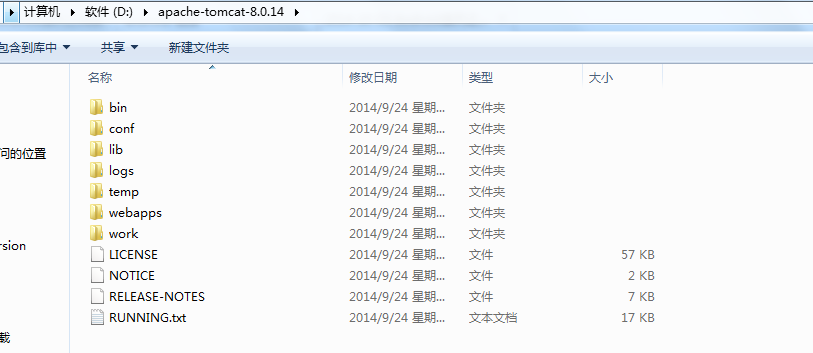 计算机 软件 (D:) apache-tomcat-8.0.14
包含到库中 共享 新建文件夹
名称 修改日期 类型 大小
bin 2014/9/24 星期... 文件夹
conf 2014/9/24 星期... 文件夹
lib 2014/9/24 星期... 文件夹
问的位置
logs 2014/9/24 星期... 文件夹
temp 2014/9/24 星期... 文件夹
webapps 2014/9/24 星期... 文件夹
work 2014/9/24 星期... 文件夹
rsion
LICENSE 2014/9/24 星期... 文件 57 KB
NOTICE 2014/9/24 星期... 文件 2 KB
RELEASE-NOTES 2014/9/24 星期... 文件 7 KB
RUNNING.txt 2014/9/24 星期... 文本文档 17 KB
载